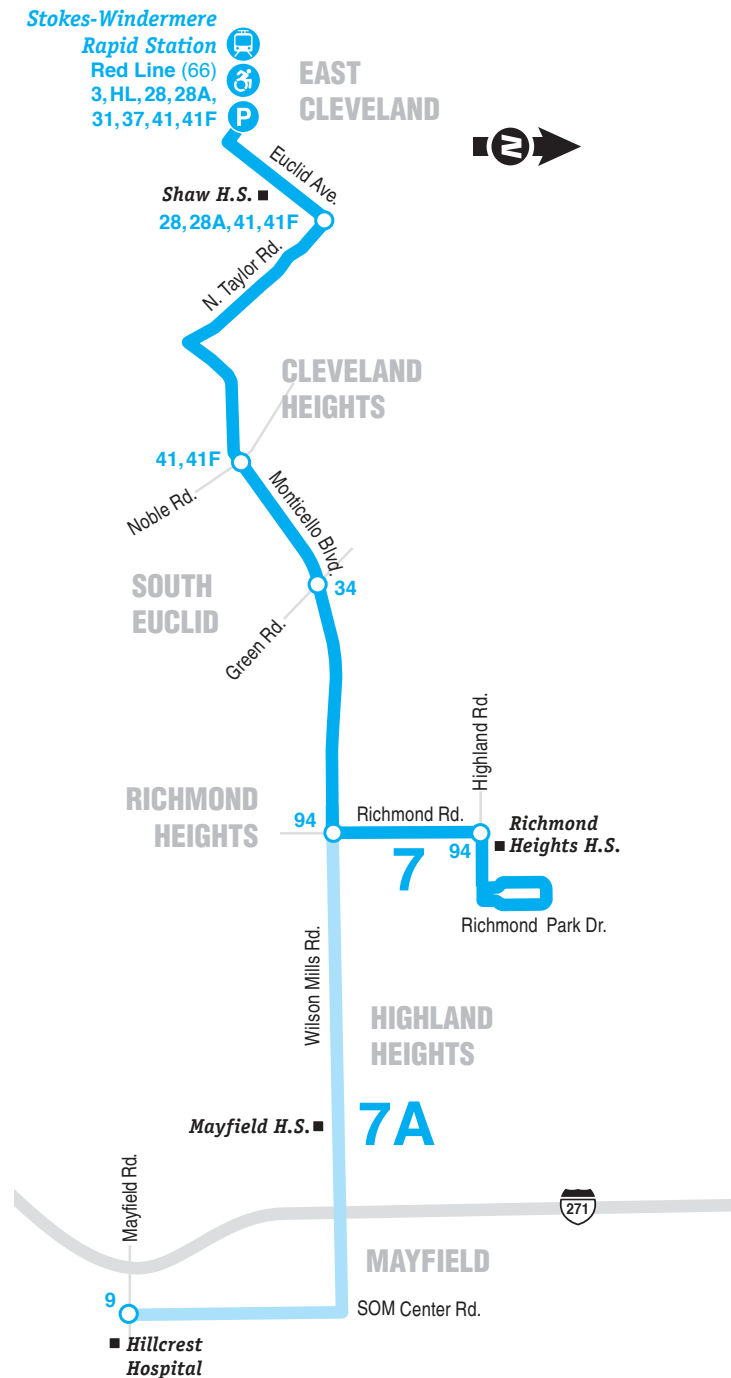 Stokes-Windermere
Rapid Station
Red Line (66)
3, HL, 28, 28A,
31, 37, 41, 41F
P
EAST
CLEVELAND
N
Euclid Ave.
Shaw H.S.
28, 28A, 41, 41F
N. Taylor Rd.
CLEVELAND
HEIGHTS
41, 41F
Noble Rd.
Monticello Blvd.
SOUTH
EUCLID
34
Green Rd.
Highland Rd.
RICHMOND
HEIGHTS
94
Richmond Rd.
7
94
Richmond
Heights H.S.
Richmond Park Dr.
Wilson Mills Rd.
HIGHLAND
HEIGHTS
Mayfield H.S.
7A
Mayfield Rd.
271
MAYFIELD
9
SOM Center Rd.
Hillcrest
Hospital